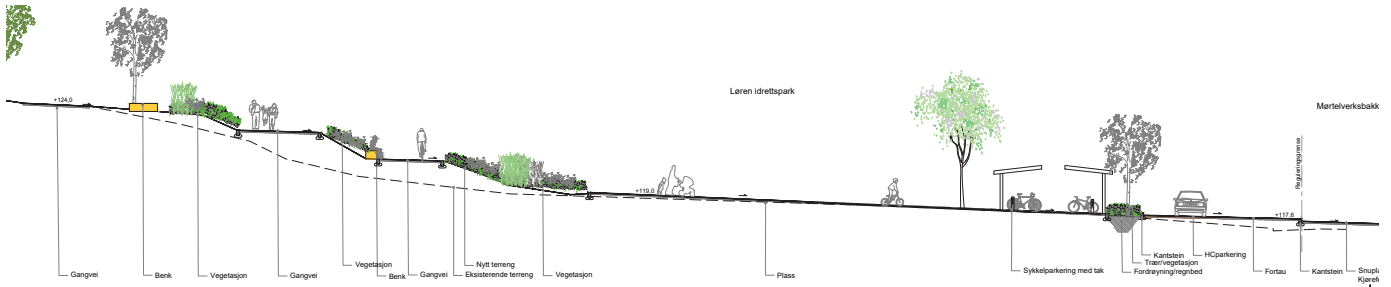 Løren idrettspark
Mørtelverksbakk
Reguleringsgrense
+124,0
+119,0
+117,6
Gangvei
Benk
Vegetasjon
Gangvei
Vegetasjon
Benk
Gangvei
Nytt terreng
Eksisterende terreng
Vegetasjon
Plass
Sykkelparkering med tak
Kantstein
Trær/vegetasjon
Fordrøyning/regnbed
HCparkering
Fortau
Kantstein
Snupla
Kjørefe